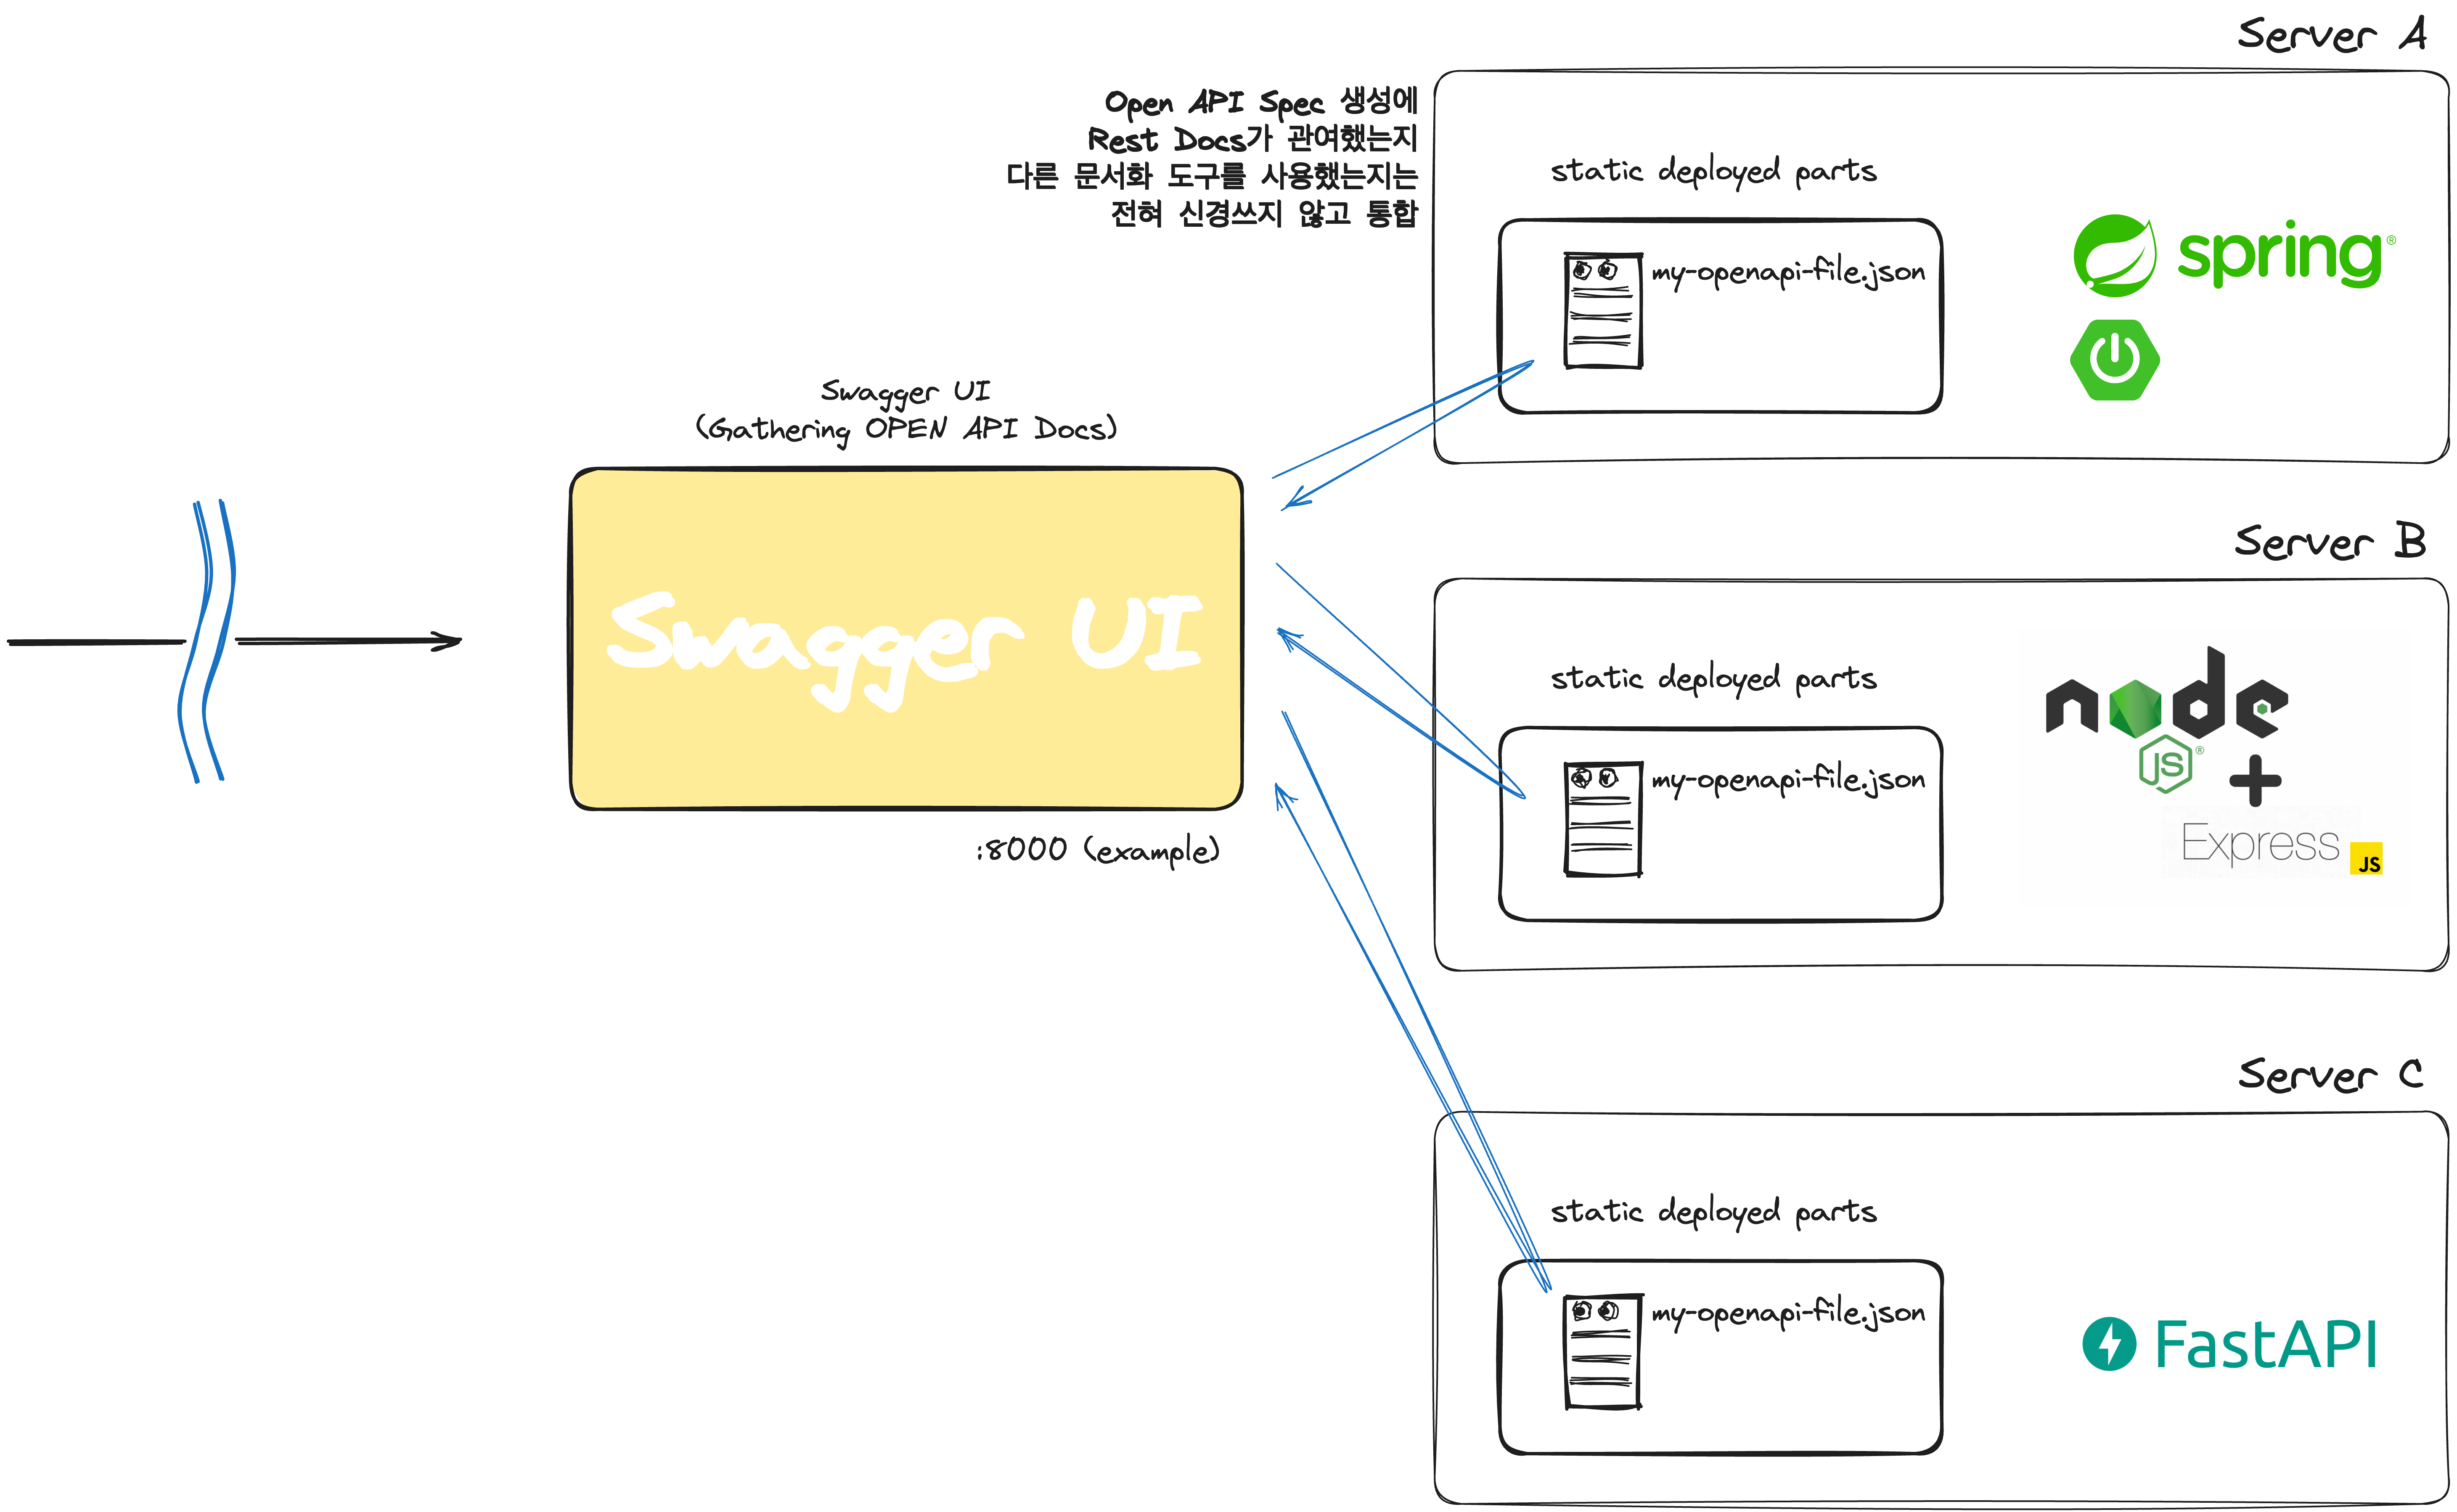 Server A
Open API Spec 생성에
Rest Docs가 관여했는지
다른 문서화 도구를 사용했는지는
전혀 신경쓰지 않고 통합
static deployed parts
my-openapi-file.json
spring®
Swagger UI
(Gathering OPEN API Docs)
Swagger UI
:8000 (example)
Server B
static deployed parts
my-openapi-file.json
node
JS®
+
Express
JS
Server C
static deployed parts
my-openapi-file.json
FastAPI